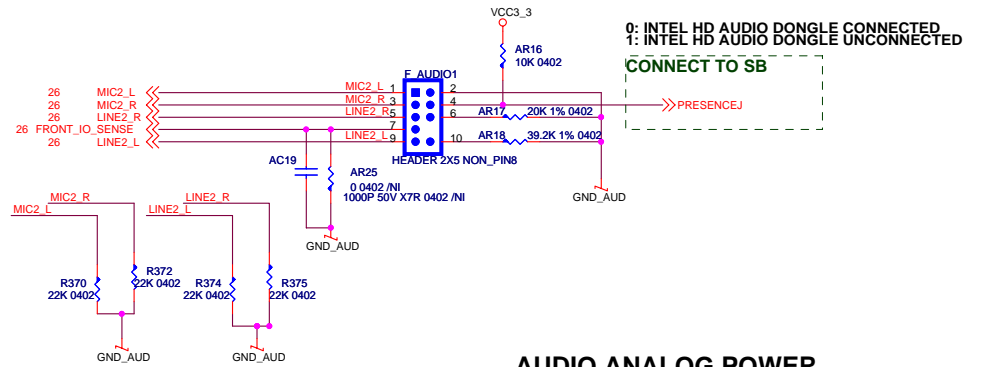 VCC3_3
0: INTEL HD AUDIO DONGLE CONNECTED
1: INTEL HD AUDIO DONGLE UNCONNECTED
AR16
10K 0402
CONNECT TO SB
F_AUDIO1
26 MIC2_L MIC2_L 1 2
26 MIC2_R MIC2_R 3 4 PRESENCEJ
26 LINE2_R LINE2_R 5 6 AR17 20K 1% 0402
26 FRONT_IO_SENSE 7
26 LINE2_L LINE2_L 9 10 AR18 39.2K 1% 0402
HEADER 2X5 NON_PIN8
AC19
AR25
0 0402 /NI
1000P 50V X7R 0402 /NI
GND_AUD
GND_AUD
MIC2_R
MIC2_L
LINE2_R
LINE2_L
R370
22K 0402
R372
22K 0402
R374
22K 0402
R375
22K 0402
GND_AUD
GND_AUD
AUDIO ANALOG POWER